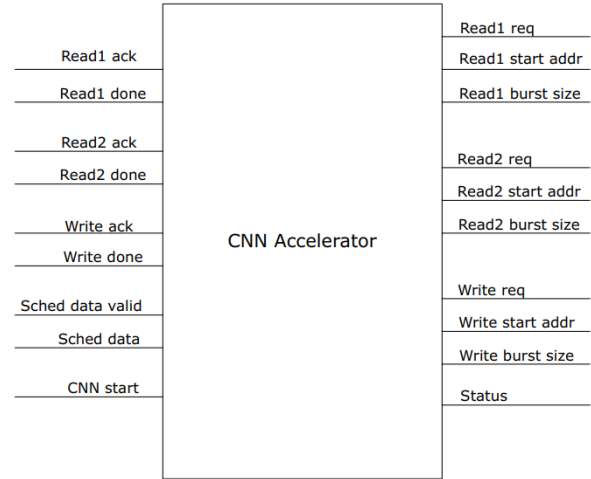 Read1 ack
Read1 done
Read2 ack
Read2 done
Write ack
Write done
Sched data valid
Sched data
CNN start
CNN Accelerator
Read1 req
Read1 start addr
Read1 burst size
Read2 req
Read2 start addr
Read2 burst size
Write req
Write start addr
Write burst size
Status